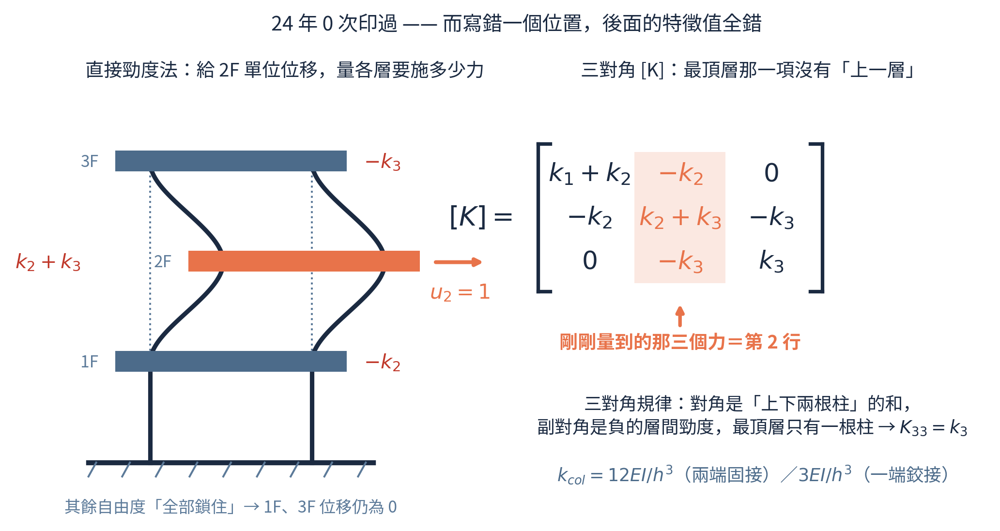 24 年 0 次印過 —— 而寫錯一個位置，後面的特徵值全錯
直接勁度法：給 2F 單位位移，量各層要施多少力
3F
−k₃
k₂ + k₃
2F
u₂ = 1
1F
−k₂
其餘自由度「全部鎖住」→ 1F、3F 位移仍為 0
三對角 [K]：最頂層那一項沒有「上一層」
[K] =
k₁ + k₂ −k₂ 0
−k₂ k₂ + k₃ −k₃
0 −k₃ k₃
剛剛量到的那三個力＝第 2 行
三對角規律：對角是「上下兩根柱」的和，
副對角是負的層間勁度，最頂層只有一根柱 → K₃₃ = k₃
k_col = 12EI/h³（兩端固接）／3EI/h³（一端鉸接）